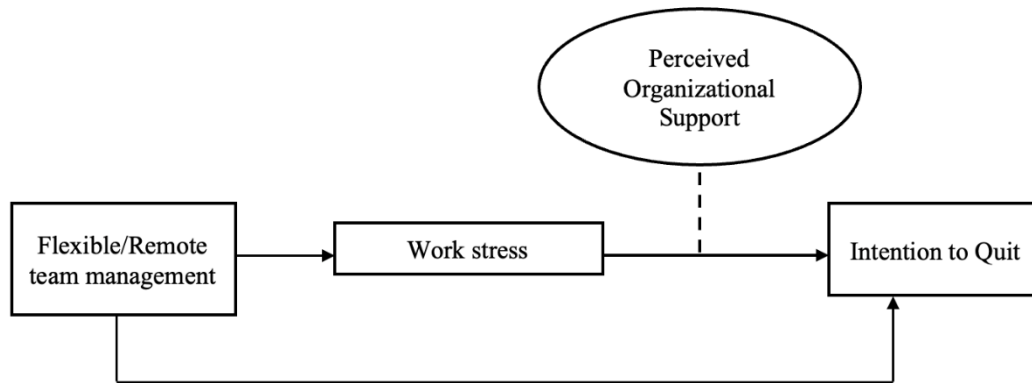 Perceived
Organizational
Support
Flexible/Remote
team management
Work stress
Intention to Quit